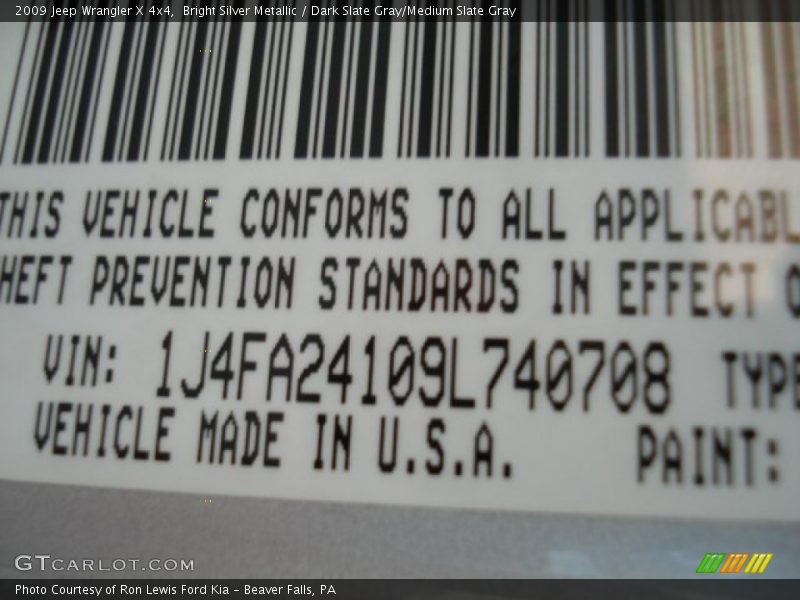 2009 Jeep Wrangler X 4x4, Bright Silver Metallic / Dark Slate Gray/Medium Slate Gray
THIS VEHICLE CONFORMS TO ALL APPLICABL
HEFT PREVENTION STANDARDS IN EFFECT O
VIN: 1J4FA24109L740708 TYPE
VEHICLE MADE IN U.S.A. PAINT:
GTCARLOT.COM
Photo Courtesy of Ron Lewis Ford Kia - Beaver Falls, PA